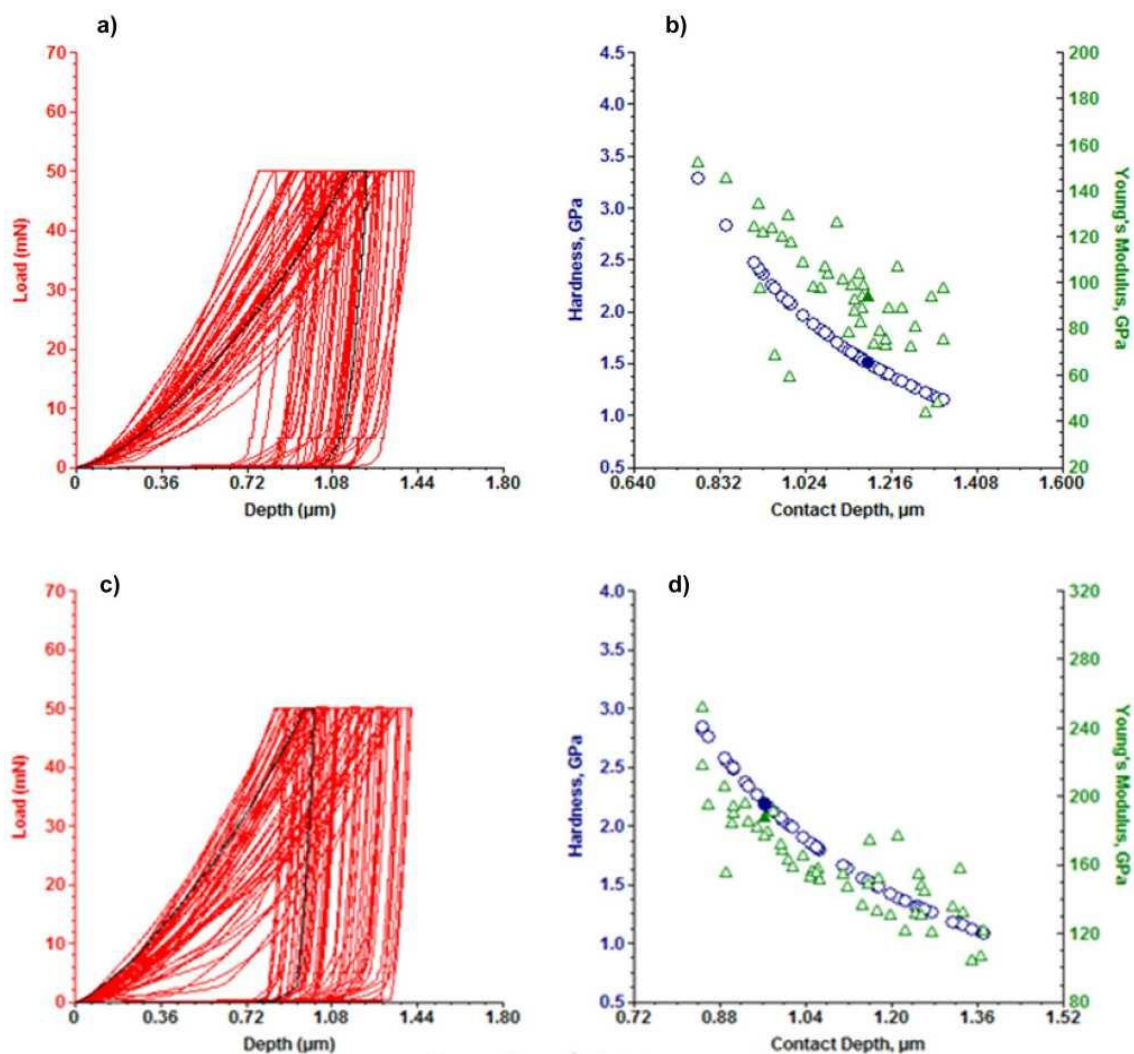 a)
70
60
50
40
30
20
10
0
Load (mN)
0 0.36 0.72 1.08 1.44 1.80
Depth (µm)
b)
4.5
4.0
3.5
3.0
2.5
2.0
1.5
1.0
0.5
Hardness, GPa
200
180
160
140
120
100
80
60
40
20
Young's Modulus, GPa
0.640 0.832 1.024 1.216 1.408 1.600
Contact Depth, µm
c)
70
60
50
40
30
20
10
0
Load (mN)
0 0.36 0.72 1.08 1.44 1.80
Depth (µm)
d)
4.0
3.5
3.0
2.5
2.0
1.5
1.0
0.5
Hardness, GPa
320
280
240
200
160
120
80
Young's Modulus, GPa
0.72 0.88 1.04 1.20 1.36 1.52
Contact Depth, µm